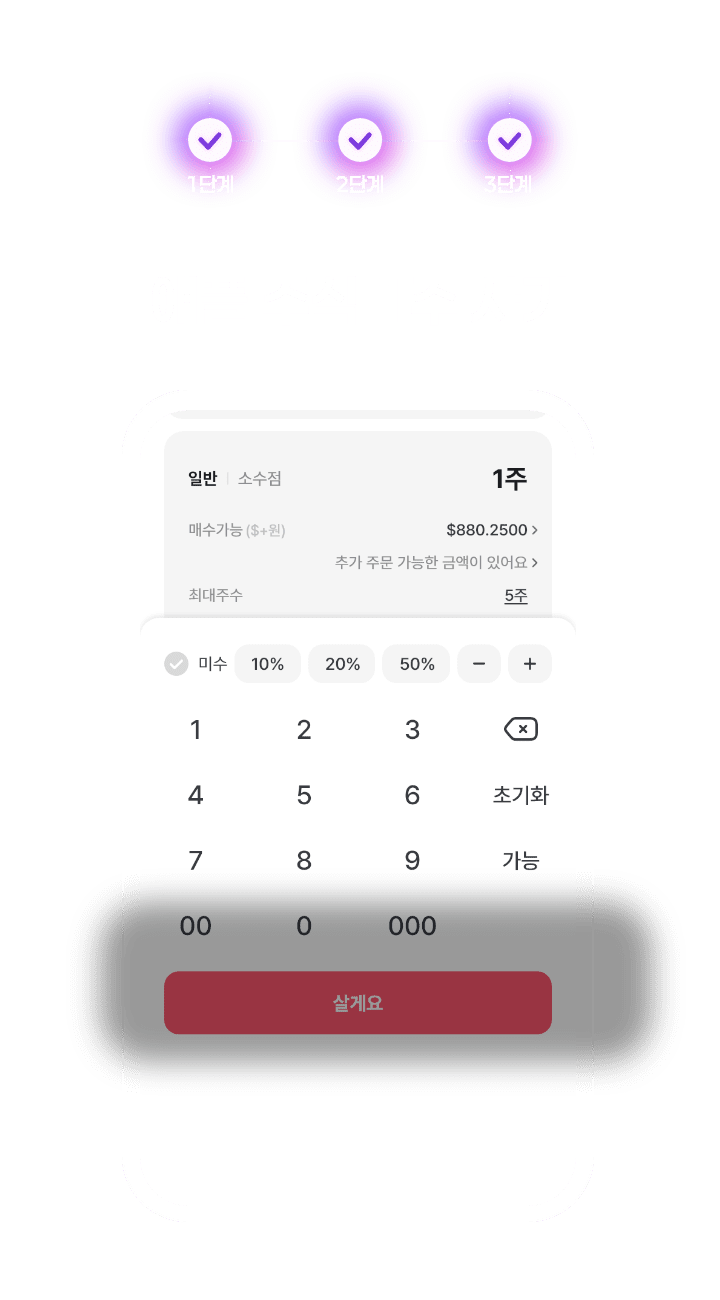 1단계 2단계 3단계
일반 | 소수점 1주
매수가능 ($+원) $880.2500 >
추가 주문 가능한 금액이 있어요 >
최대주수 5주
미수 10% 20% 50% − +
1 2 3
4 5 6 초기화
7 8 9 가능
00 0 000
살게요